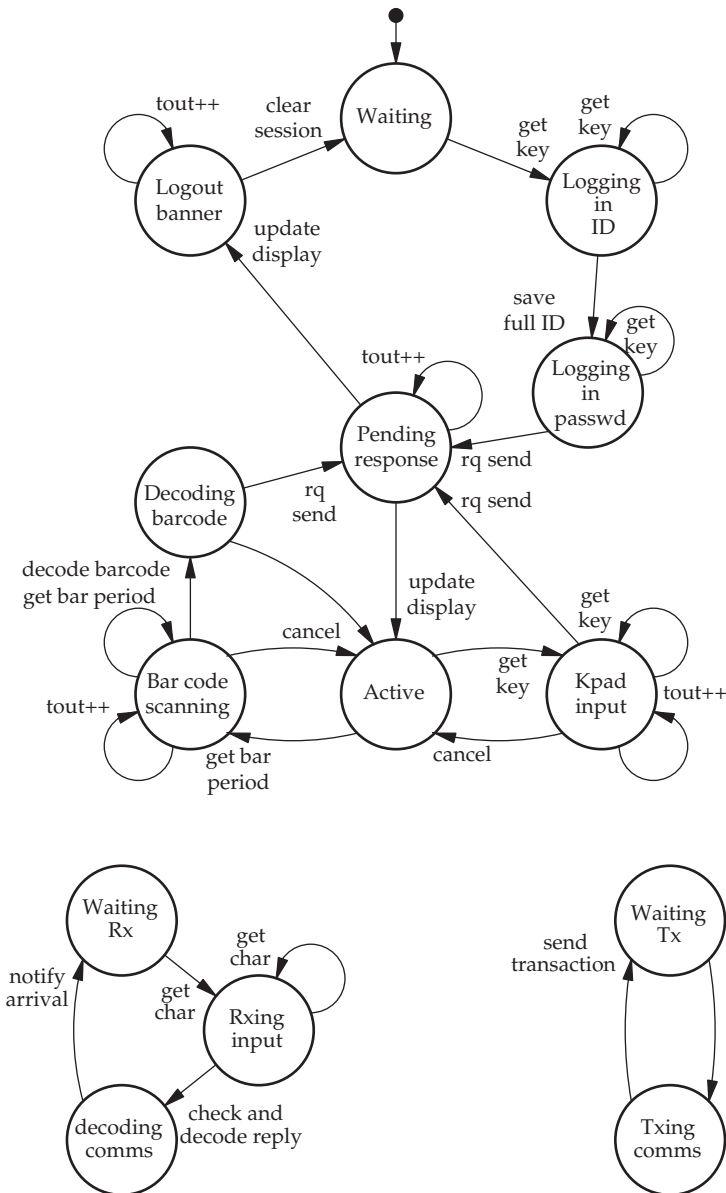 tout++
clear
session
Waiting
get
key
get
key
Logout
banner
Logging
in
ID
update
display
save
full ID
get
key
tout++
Logging
in
passwd
Pending
response
rq send
Decoding
barcode
rq
send
rq send
decode barcode
get bar period
update
display
get
key
cancel
get
key
Bar code
scanning
Active
Kpad
input
tout++
tout++
get bar
period
cancel
Waiting
Rx
Waiting
Tx
get
char
send
transaction
notify
arrival
get
char
Rxing
input
check and
decode reply
decoding
comms
Txing
comms